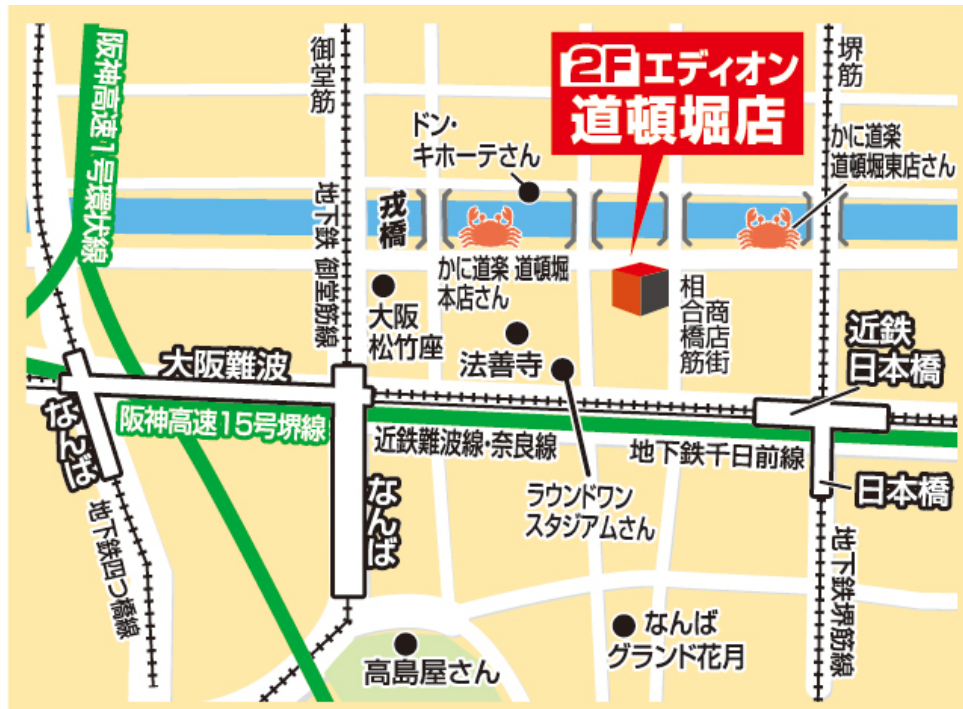 阪神高速1号環状線
御堂筋
2F エディオン
道頓堀店
堺筋
ドン・
キホーテさん
かに道楽
道頓堀東店さん
地下鉄 御堂筋線
戎橋
かに道楽 道頓堀
本店さん
大阪
松竹座
相合橋筋
商店街
法善寺
近鉄
日本橋
大阪難波
なんば
阪神高速15号堺線
近鉄難波線・奈良線
地下鉄千日前線
日本橋
なんば
ラウンドワン
スタジアムさん
地下鉄四つ橋線
地下鉄堺筋線
なんば
グランド花月
高島屋さん